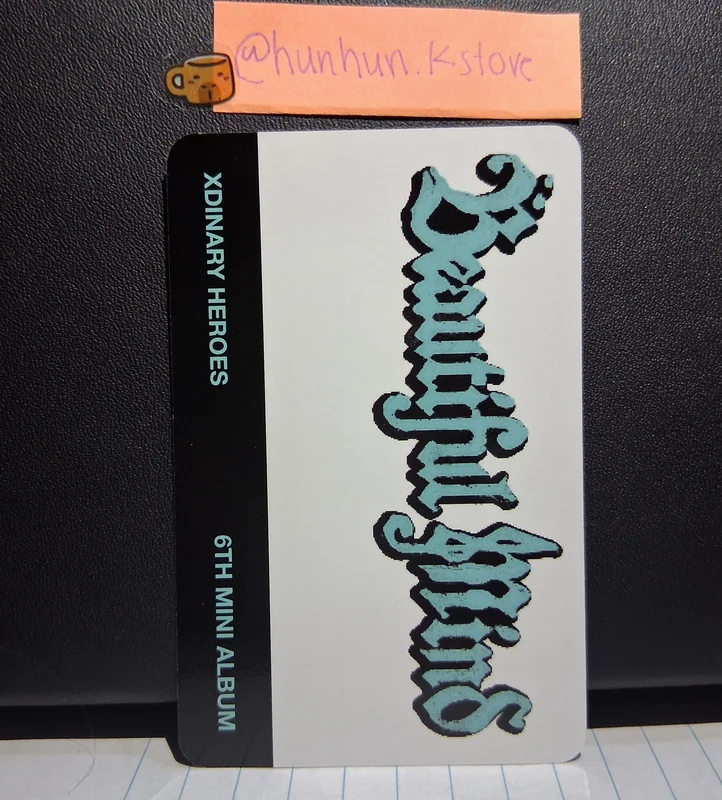 @hunhun.kstore
XDINARY HEROES
6TH MINI ALBUM
Beautiful Mind